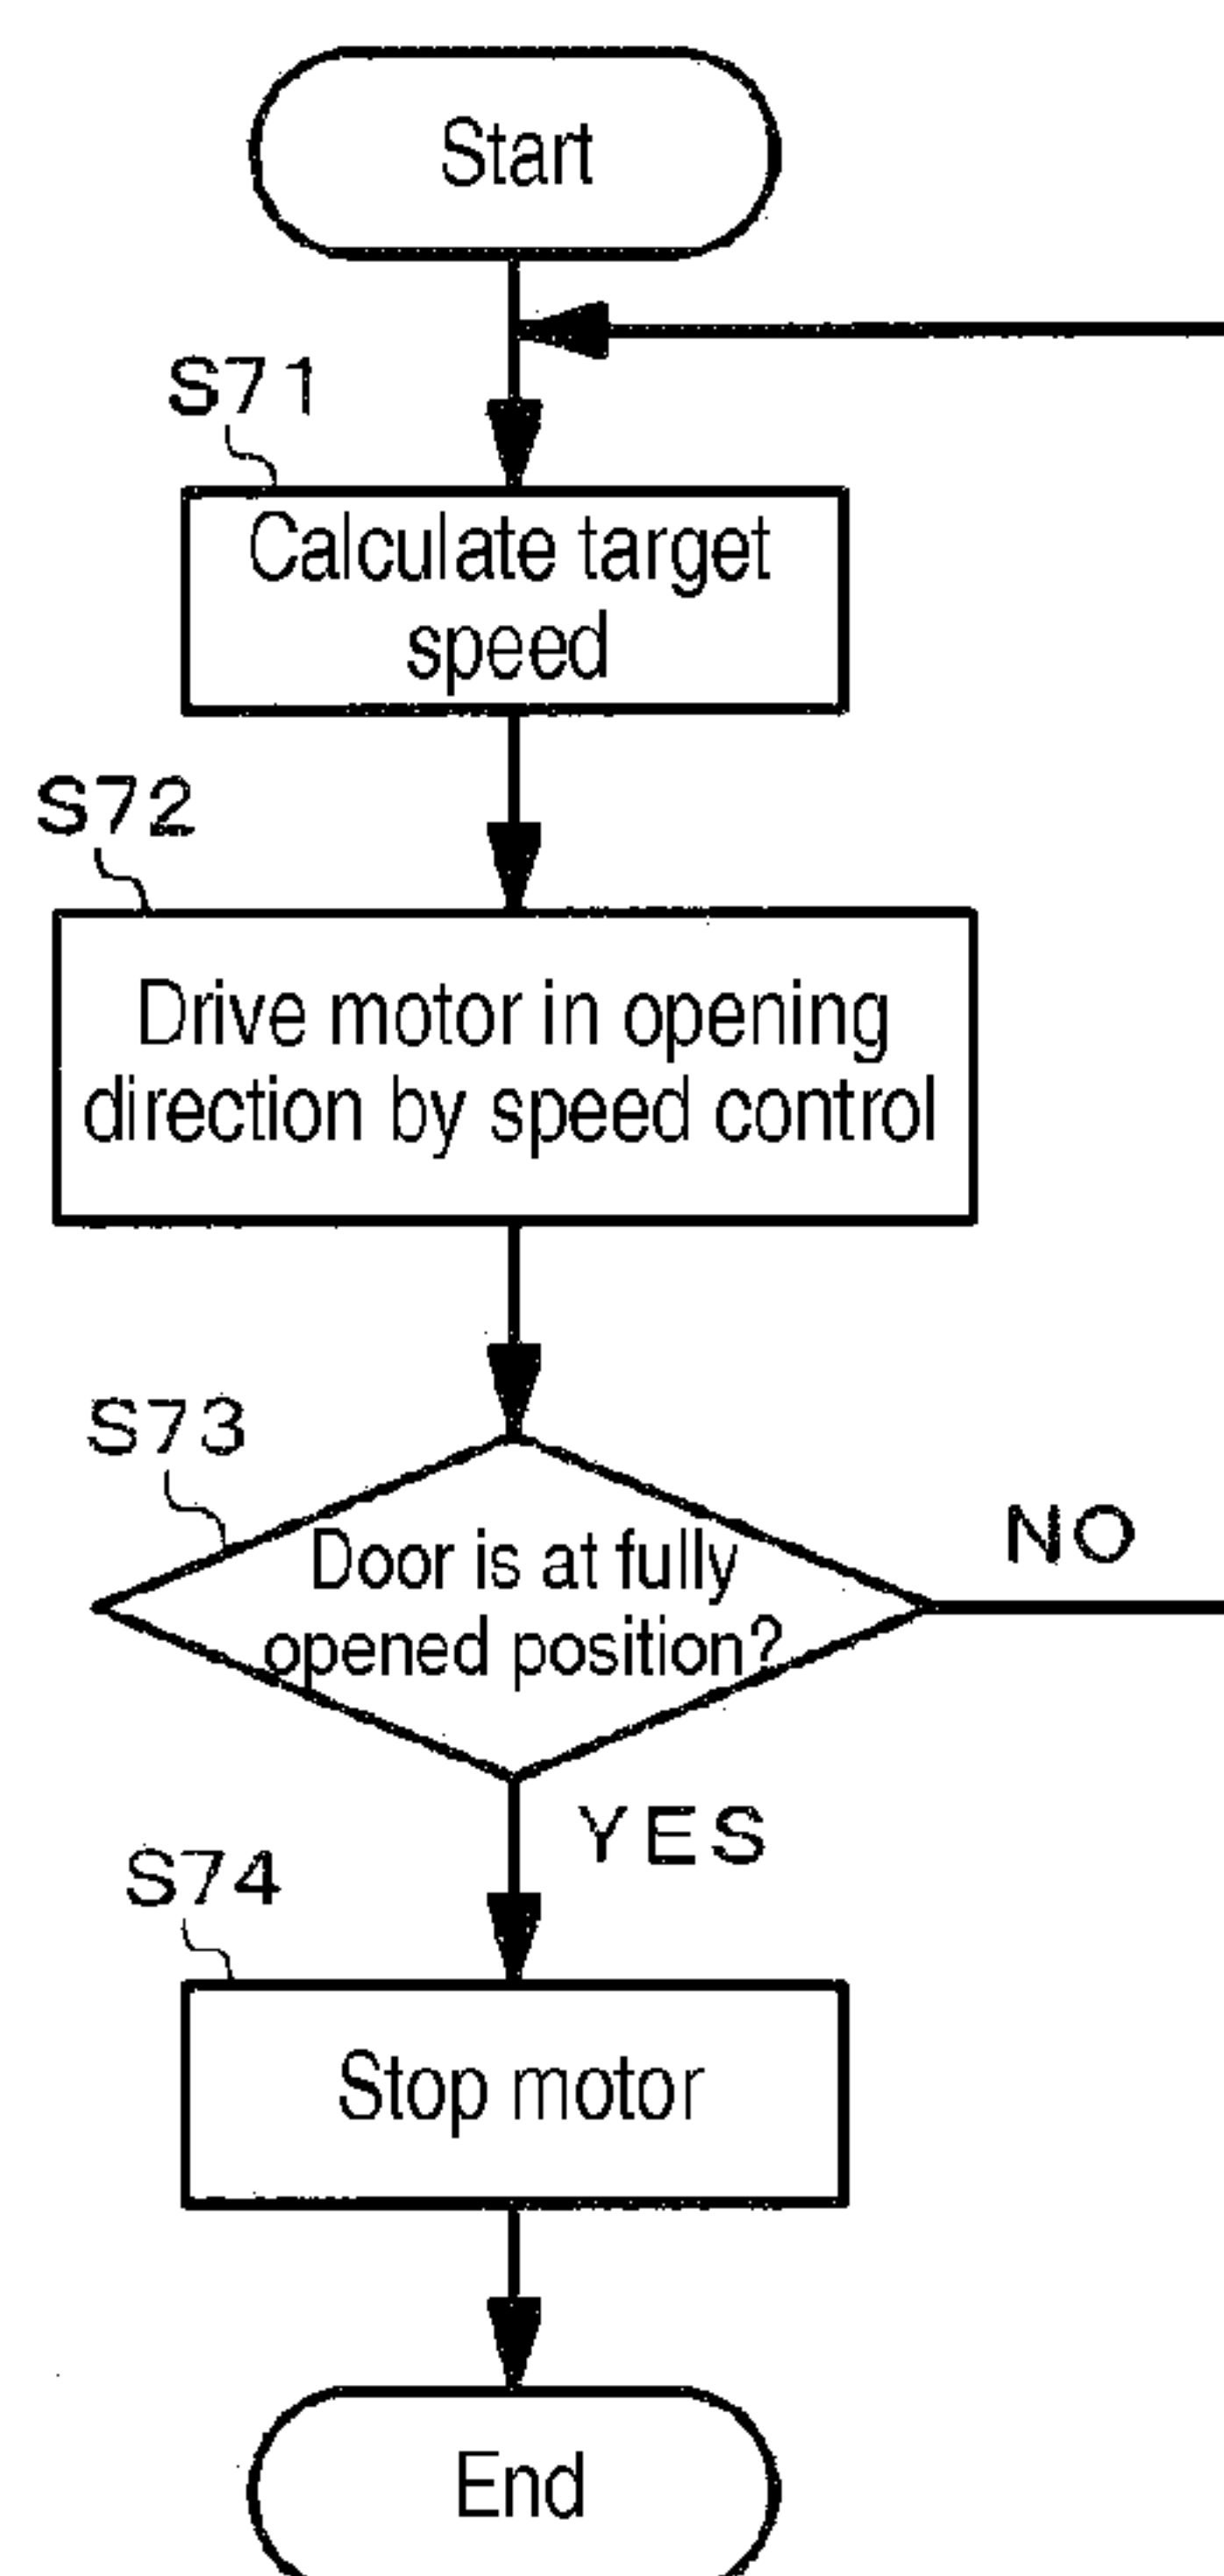 Start
S71
Calculate target
speed
S72
Drive motor in opening
direction by speed control
S73
Door is at fully
opened position?
NO
YES
S74
Stop motor
End